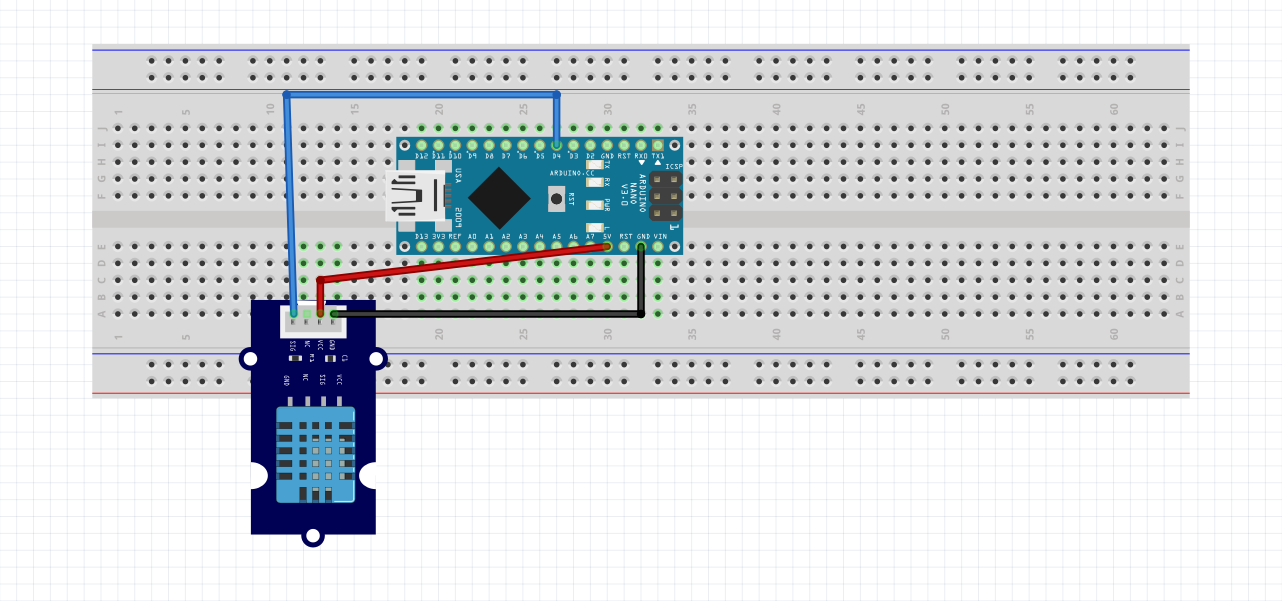 1 5 10 15 20 25 30 35 40 45 50 55 60
J J
I I
H H
G G
F F
D12 D11 D10 D9 D8 D7 D6 D5 D4 D3 D2 GND RST RX0 TX1
ARDUINO.CC
ICSP
TX
RX
PWR
L
RST
ARDUINO
NANO
V3.0
USA
2009
1
D13 3V3 REF A0 A1 A2 A3 A4 A5 A6 A7 5V RST GND VIN
E E
D D
C C
B B
A A
1 5 20 25 30 35 40 45 50 55 60
SIG NC VCC GND
R1 C1
GND NC SIG VCC